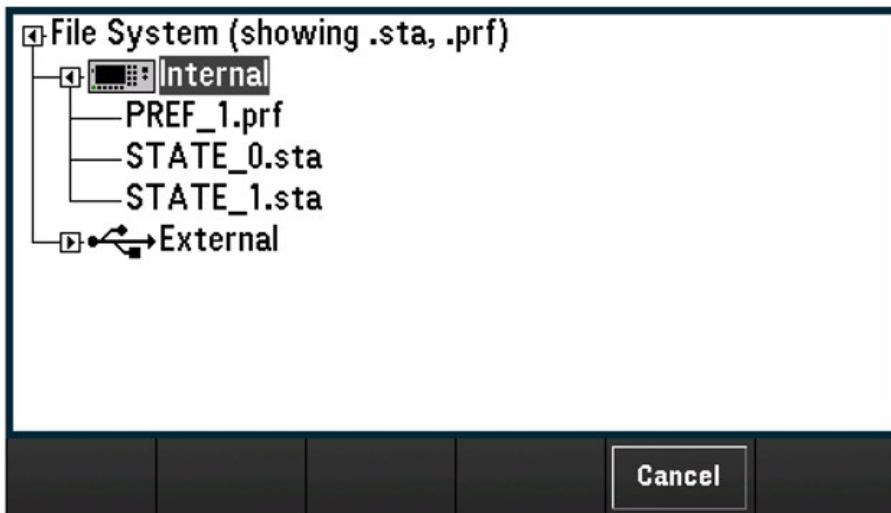 File System (showing .sta, .prf)
Internal
PREF_1.prf
STATE_0.sta
STATE_1.sta
External
Cancel